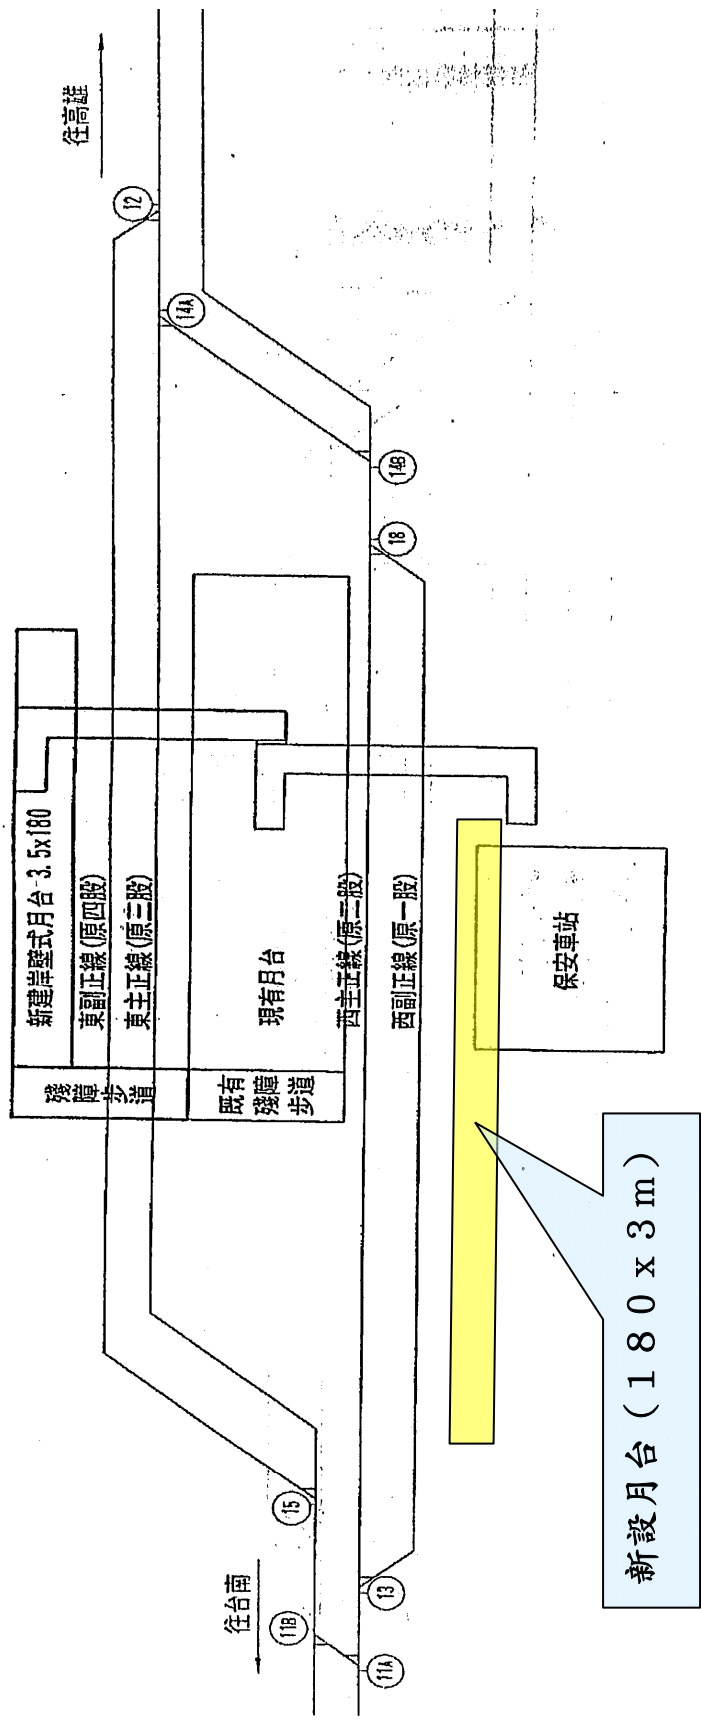 往高雄
12
14A
14B
18
新建岸壁式月台-3.5x180
東副正線(原四股)
東主正線(原三股)
現有月台
西主正線(原二股)
西副正線(原一股)
保安車站
殘障步道
既有
殘障
步道
新設月台(180x3m)
15
往台南
11B
13
11A